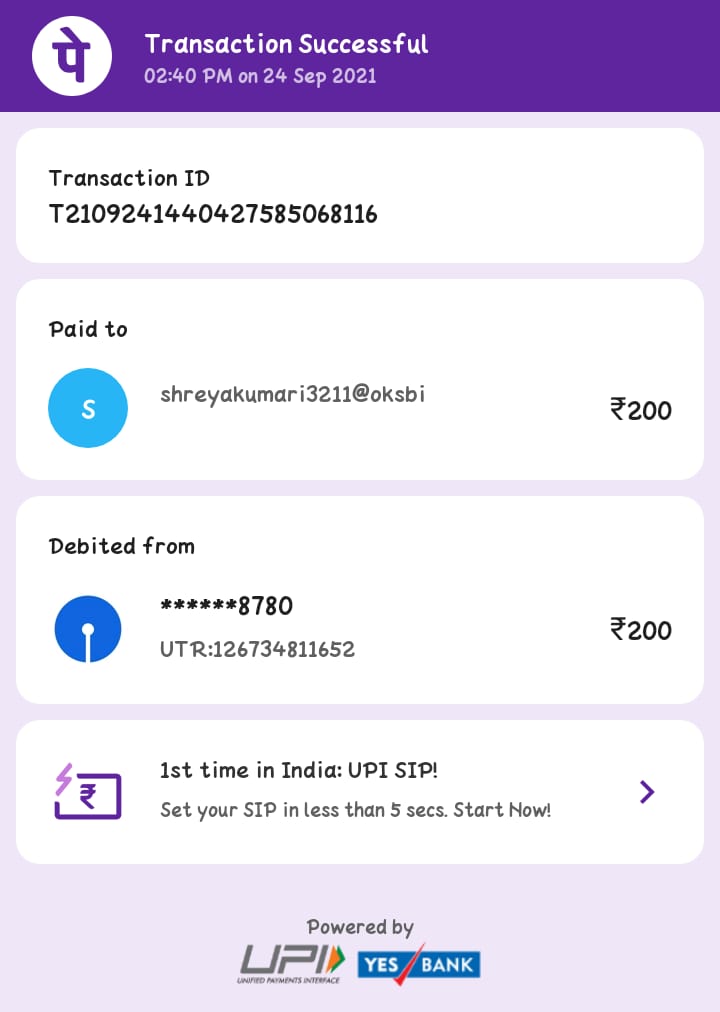 पे
Transaction Successful
02:40 PM on 24 Sep 2021
Transaction ID
T2109241440427585068116
Paid to
S
shreyakumari3211@oksbi
₹200
Debited from
******8780
UTR:126734811652
₹200
₹
1st time in India: UPI SIP!
Set your SIP in less than 5 secs. Start Now!
Powered by
UPI
UNIFIED PAYMENTS INTERFACE
YES BANK